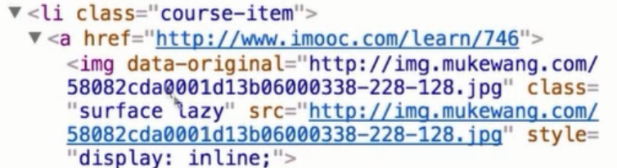 ▼<li class="course-item">
▼<a href="http://www.imooc.com/learn/746">
<img data-original="http://img.mukewang.com/
58082cda0001d13b06000338-228-128.jpg" class=
"surface lazy" src="http://img.mukewang.com/
58082cda0001d13b06000338-228-128.jpg" style=
"display: inline;">